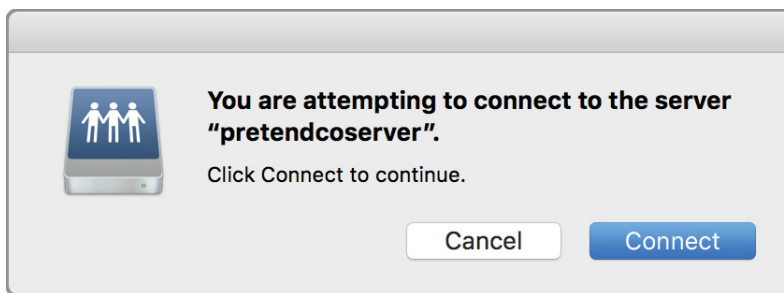 You are attempting to connect to the server
“pretendcoserver”.
Click Connect to continue.
Cancel
Connect